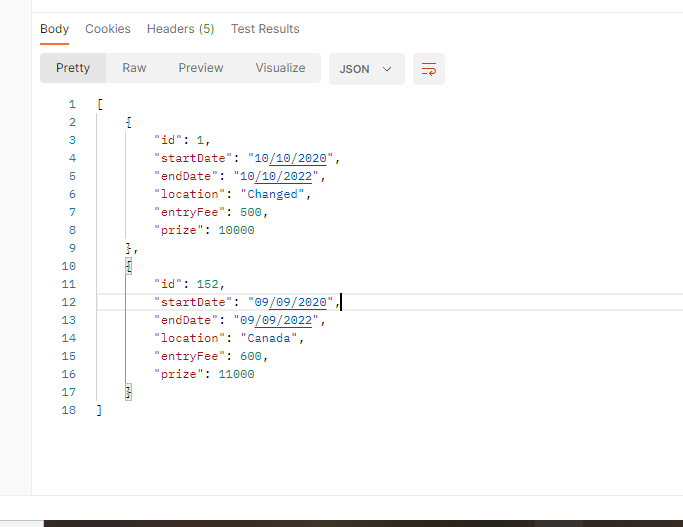 Body Cookies Headers (5) Test Results
Pretty Raw Preview Visualize JSON
1 [
2 {
3 "id": 1,
4 "startDate": "10/10/2020",
5 "endDate": "10/10/2022",
6 "location": "Changed",
7 "entryFee": 500,
8 "prize": 10000
9 },
10 {
11 "id": 152,
12 "startDate": "09/09/2020",
13 "endDate": "09/09/2022",
14 "location": "Canada",
15 "entryFee": 600,
16 "prize": 11000
17 }
18 ]